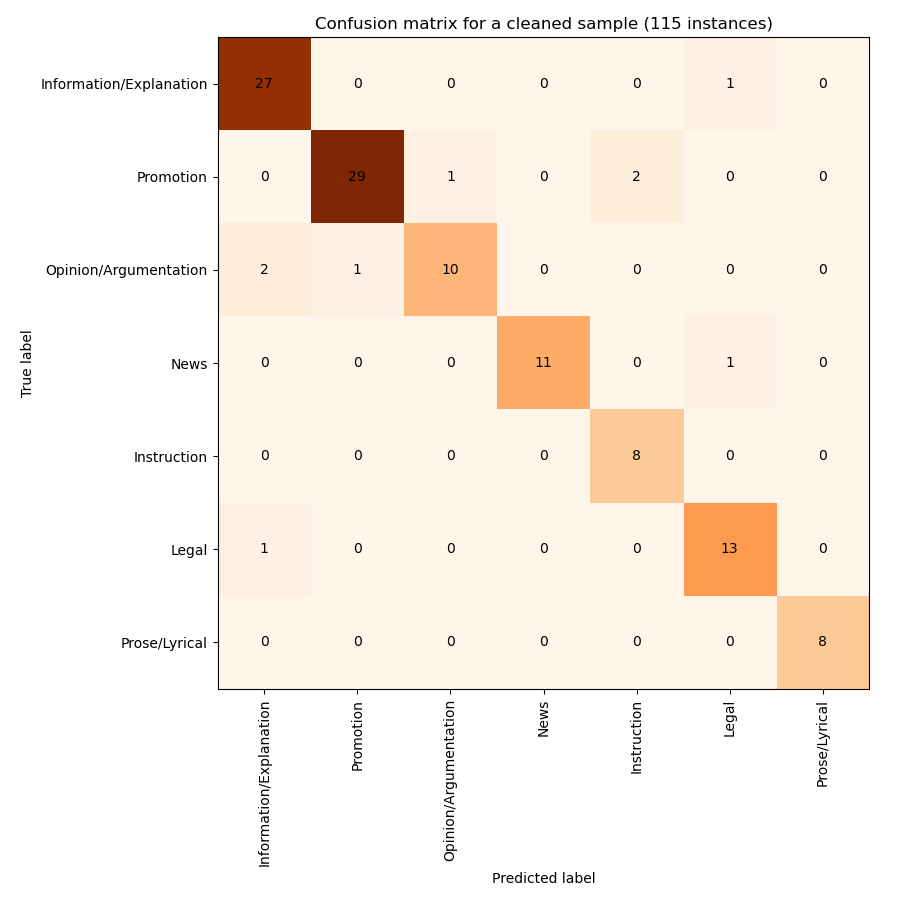 Confusion matrix for a cleaned sample (115 instances)
Information/Explanation 27 0 0 0 0 1 0
Promotion 0 29 1 0 2 0 0
Opinion/Argumentation 2 1 10 0 0 0 0
True label
News 0 0 0 11 0 1 0
Instruction 0 0 0 0 8 0 0
Legal 1 0 0 0 0 13 0
Prose/Lyrical 0 0 0 0 0 0 8
Information/Explanation
Promotion
Opinion/Argumentation
News
Instruction
Legal
Prose/Lyrical
Predicted label